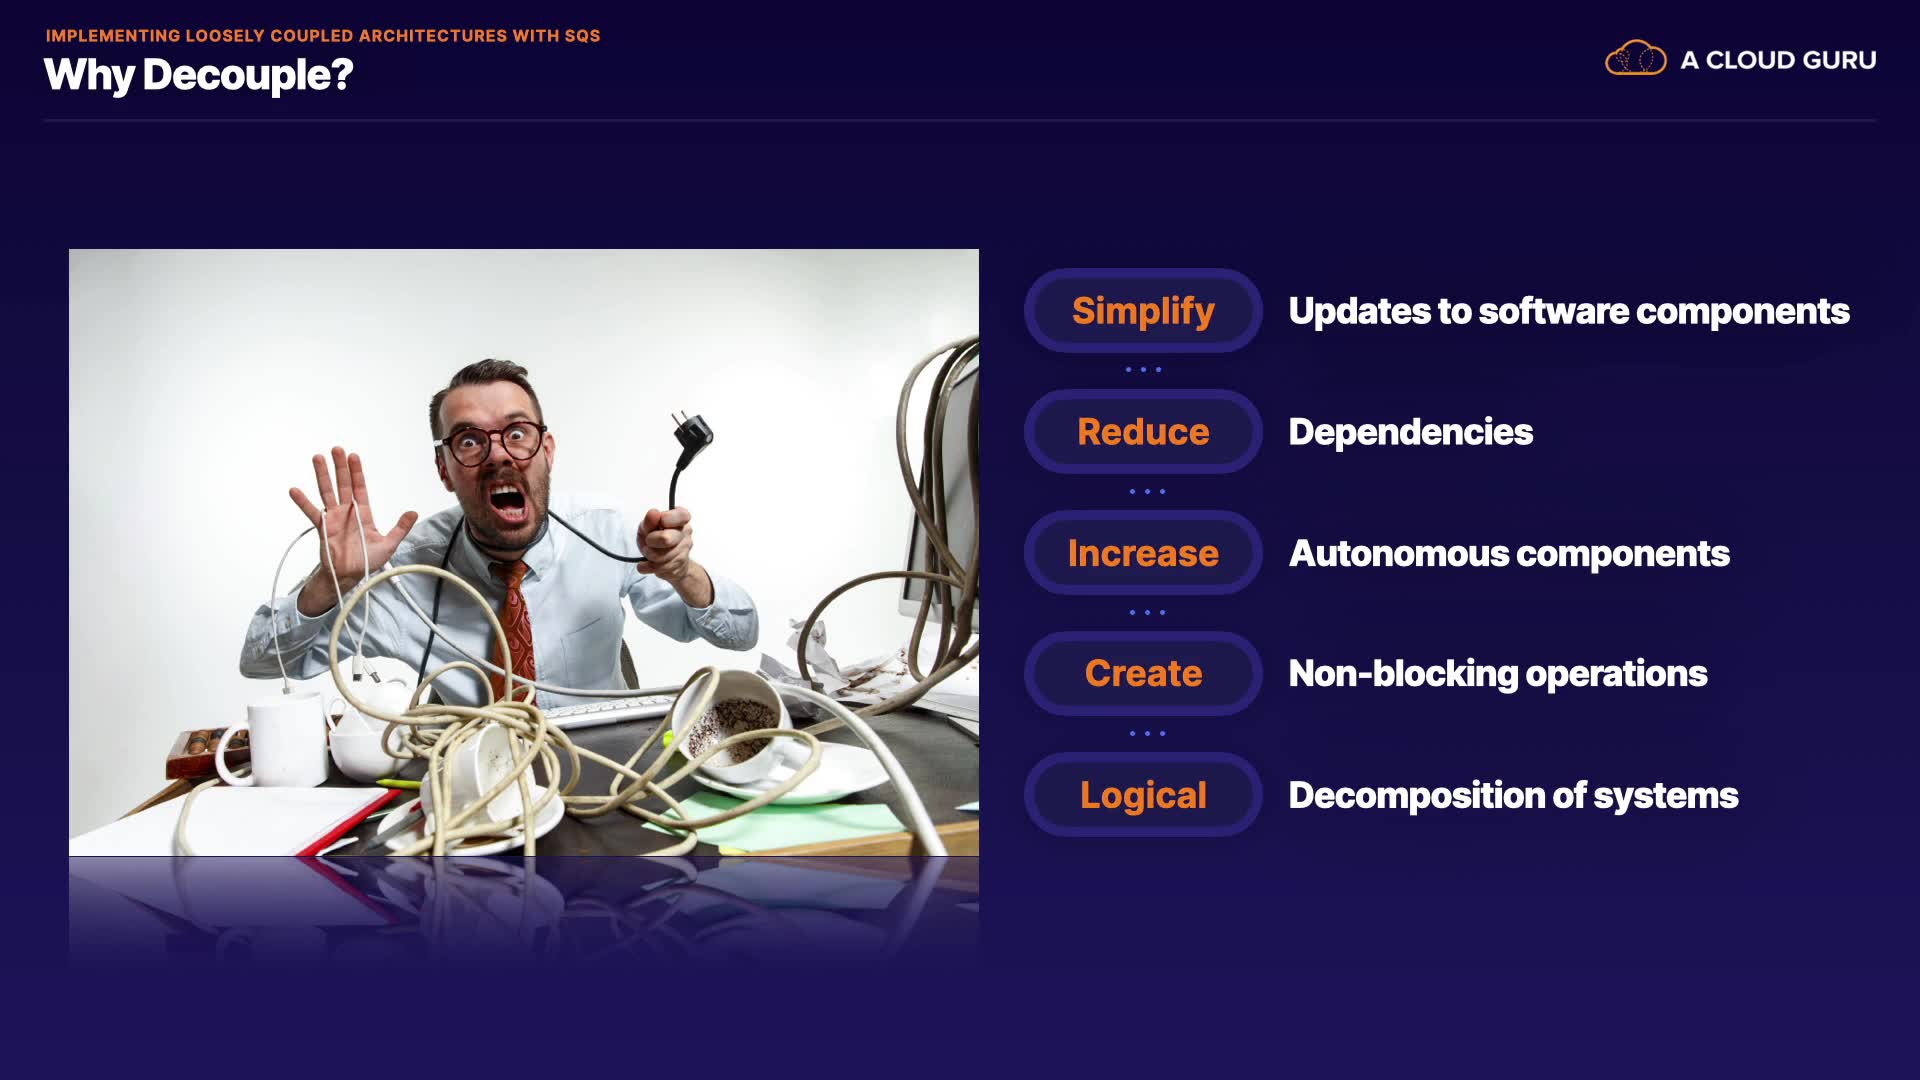 IMPLEMENTING LOOSELY COUPLED ARCHITECTURES WITH SQS
Why Decouple?
A CLOUD GURU
Simplify Updates to software components
Reduce Dependencies
Increase Autonomous components
Create Non-blocking operations
Logical Decomposition of systems